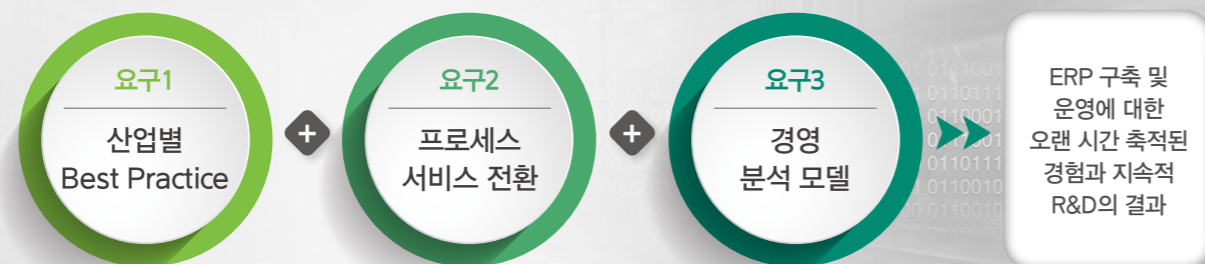 요구1
산업별
Best Practice
+
요구2
프로세스
서비스 전환
+
요구3
경영
분석 모델
ERP 구축 및
운영에 대한
오랜 시간 축적된
경험과 지속적
R&D의 결과